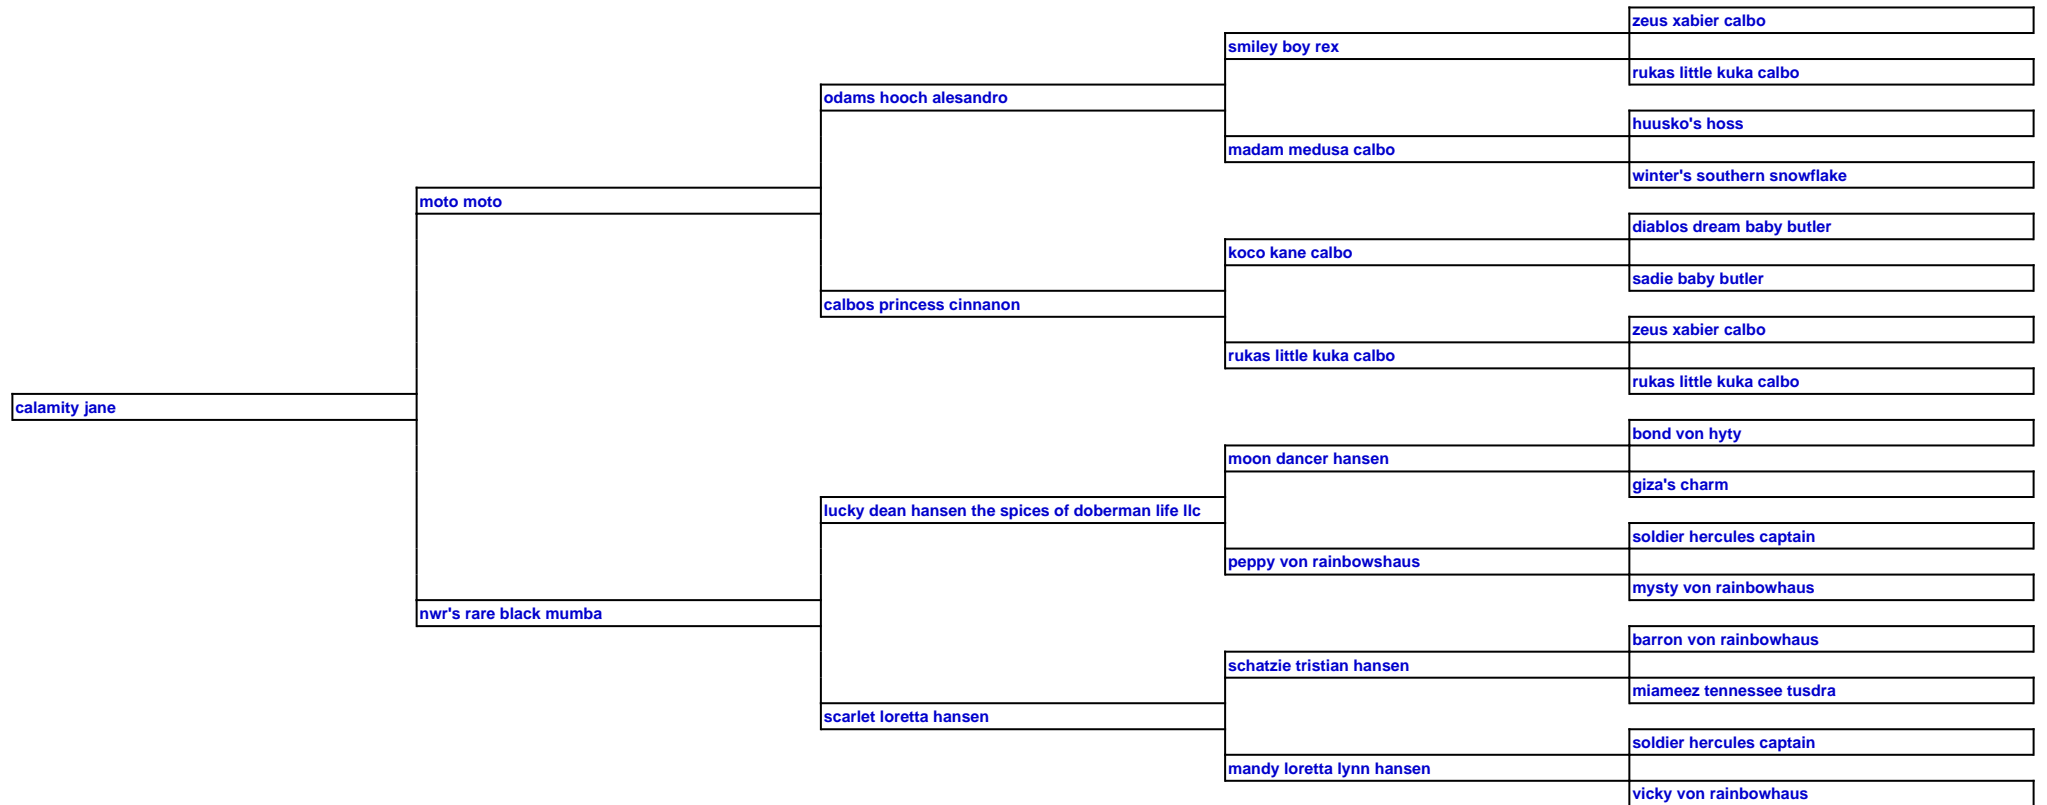 zeus xabier calbo
smiley boy rex
rukas little kuka calbo
odams hooch alesandro
huusko's hoss
madam medusa calbo
winter's southern snowflake
moto moto
diablos dream baby butler
koco kane calbo
sadie baby butler
calbos princess cinnanon
zeus xabier calbo
rukas little kuka calbo
rukas little kuka calbo
calamity jane
bond von hyty
moon dancer hansen
giza's charm
lucky dean hansen the spices of doberman life llc
soldier hercules captain
peppy von rainbowshaus
mysty von rainbowhaus
nwr's rare black mumba
barron von rainbowhaus
schatzie tristian hansen
miameez tennessee tusdra
scarlet loretta hansen
soldier hercules captain
mandy loretta lynn hansen
vicky von rainbowhaus